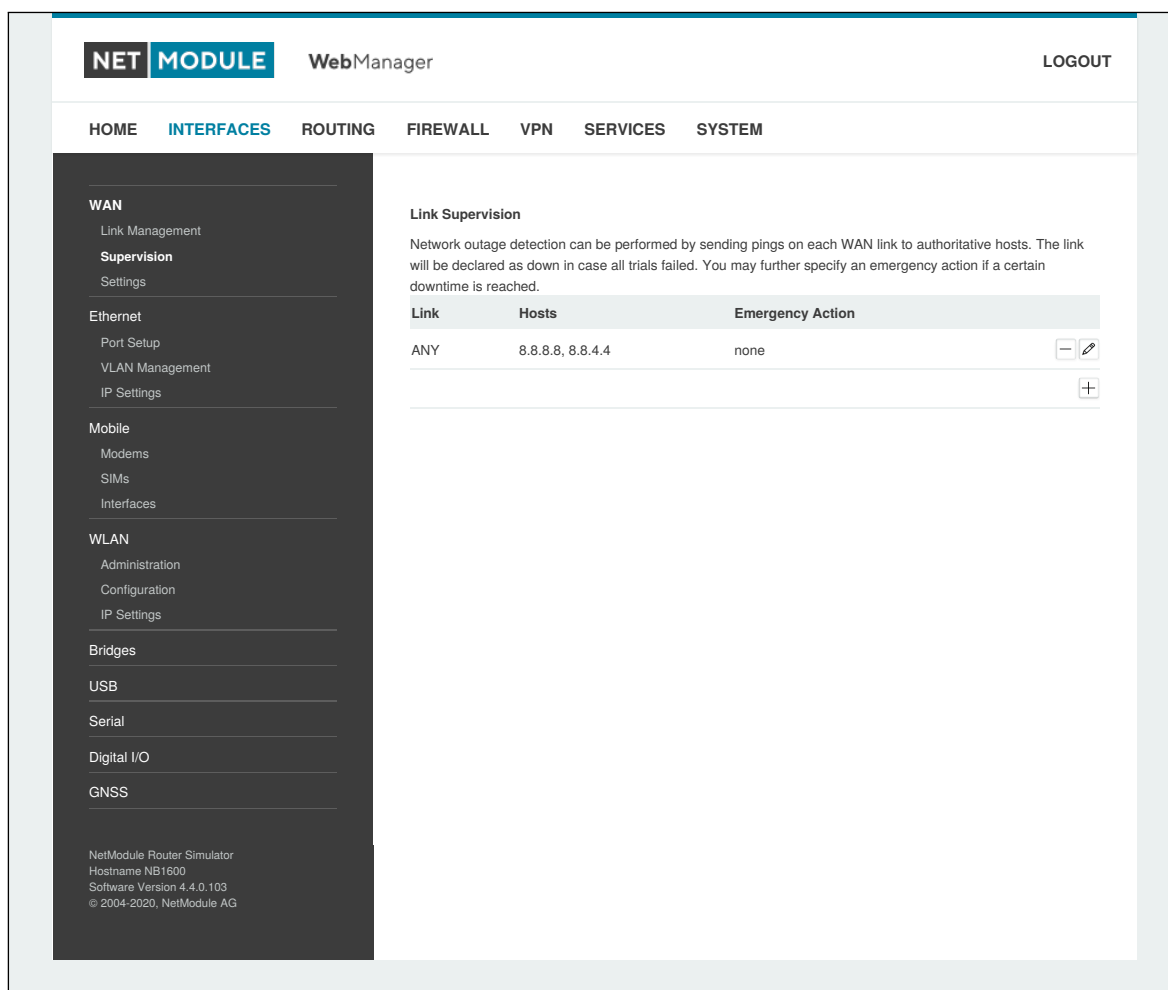 NET MODULE WebManager LOGOUT
HOME INTERFACES ROUTING FIREWALL VPN SERVICES SYSTEM
WAN
Link Management
Supervision
Settings
Ethernet
Port Setup
VLAN Management
IP Settings
Mobile
Modems
SIMs
Interfaces
WLAN
Administration
Configuration
IP Settings
Bridges
USB
Serial
Digital I/O
GNSS
NetModule Router Simulator
Hostname NB1600
Software Version 4.4.0.103
© 2004-2020, NetModule AG
Link Supervision
Network outage detection can be performed by sending pings on each WAN link to authoritative hosts. The link
will be declared as down in case all trials failed. You may further specify an emergency action if a certain
downtime is reached.
Link Hosts Emergency Action
ANY 8.8.8.8, 8.8.4.4 none